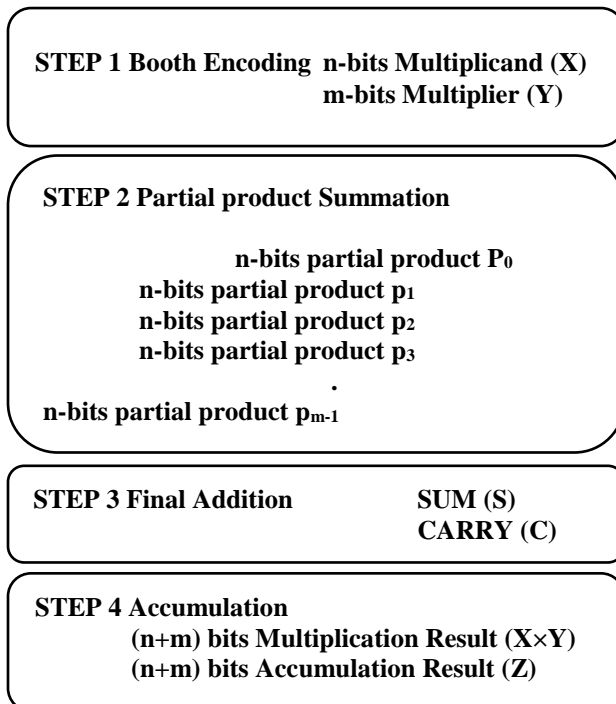 STEP 1 Booth Encoding n-bits Multiplicand (X)
m-bits Multiplier (Y)
STEP 2 Partial product Summation
n-bits partial product P₀
n-bits partial product p₁
n-bits partial product p₂
n-bits partial product p₃
.
n-bits partial product pₘ₋₁
STEP 3 Final Addition SUM (S)
CARRY (C)
STEP 4 Accumulation
(n+m) bits Multiplication Result (X×Y)
(n+m) bits Accumulation Result (Z)